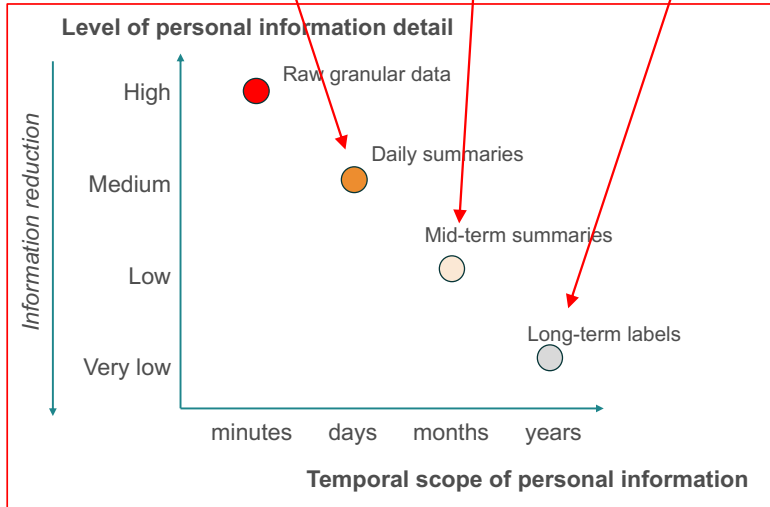 Level of personal information detail
Raw granular data
High
Daily summaries
Medium
Mid-term summaries
Low
Long-term labels
Very low
Information reduction
minutes days months years
Temporal scope of personal information